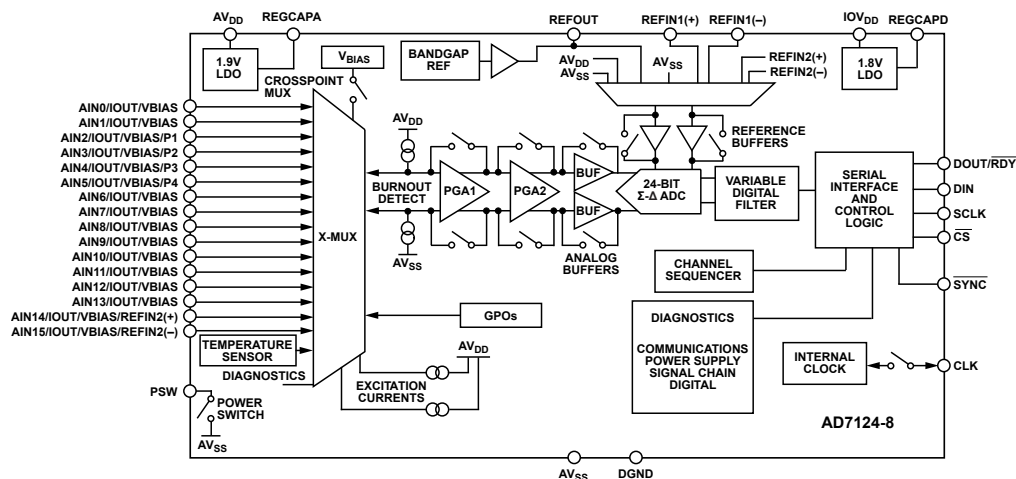 AVDD
REGCAPA
REFOUT
REFIN1(+)
REFIN1(–)
IOVDD
REGCAPD
1.9V
LDO
VBIAS
CROSSPOINT
MUX
BANDGAP
REF
AVDD
AVSS
AVSS
REFIN2(+)
REFIN2(–)
1.8V
LDO
AIN0/IOUT/VBIAS
AIN1/IOUT/VBIAS
AIN2/IOUT/VBIAS/P1
AIN3/IOUT/VBIAS/P2
AIN4/IOUT/VBIAS/P3
AIN5/IOUT/VBIAS/P4
AIN6/IOUT/VBIAS
AIN7/IOUT/VBIAS
AIN8/IOUT/VBIAS
AIN9/IOUT/VBIAS
AIN10/IOUT/VBIAS
AIN11/IOUT/VBIAS
AIN12/IOUT/VBIAS
AIN13/IOUT/VBIAS
AIN14/IOUT/VBIAS/REFIN2(+)
AIN15/IOUT/VBIAS/REFIN2(–)
TEMPERATURE
SENSOR
DIAGNOSTICS
X-MUX
AVDD
BURNOUT
DETECT
AVSS
PGA1
PGA2
BUF
BUF
ANALOG
BUFFERS
REFERENCE
BUFFERS
24-BIT
Σ-Δ ADC
VARIABLE
DIGITAL
FILTER
SERIAL
INTERFACE
AND
CONTROL
LOGIC
DOUT/RDY
DIN
SCLK
CS
SYNC
CHANNEL
SEQUENCER
GPOs
DIAGNOSTICS
COMMUNICATIONS
POWER SUPPLY
SIGNAL CHAIN
DIGITAL
AVDD
EXCITATION
CURRENTS
INTERNAL
CLOCK
CLK
PSW
POWER
SWITCH
AVSS
AD7124-8
AVSS
DGND